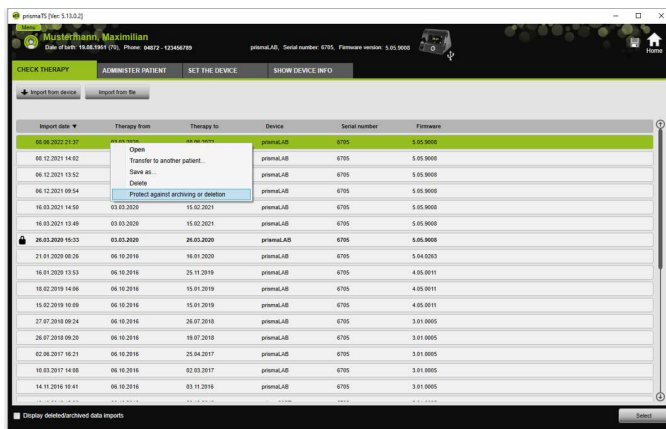 prismaTS [Ver: 5.13.0.2]
Menu
Mustermann, Maximilian
Date of birth: 19.08.1951 (70), Phone: 04872 - 123456789
prismaLAB, Serial number: 6705, Firmware version: 5.05.9008
Home
CHECK THERAPY ADMINISTER PATIENT SET THE DEVICE SHOW DEVICE INFO
Import from device Import from file
Import date ▼ Therapy from Therapy to Device Serial number Firmware
08.06.2022 21:37 03.03.2020 08.06.2022 prismaLAB 6705 5.05.9008
08.12.2021 14:02 prismaLAB 6705 5.05.9008
06.12.2021 13:52 prismaLAB 6705 5.05.9008
06.12.2021 09:54 prismaLAB 6705 5.05.9008
Open
Transfer to another patient...
Save as...
Delete
Protect against archiving or deletion
16.03.2021 14:50 03.03.2020 15.02.2021 prismaLAB 6705 5.05.9008
16.03.2021 13:49 03.03.2020 15.02.2021 prismaLAB 6705 5.05.9008
26.03.2020 15:33 03.03.2020 26.03.2020 prismaLAB 6705 5.05.9008
21.01.2020 08:26 06.10.2016 16.01.2020 prismaLAB 6705 5.04.0263
16.01.2020 13:53 06.10.2016 25.11.2019 prismaLAB 6705 4.05.0011
18.02.2019 14:06 06.10.2016 15.01.2019 prismaLAB 6705 4.05.0011
15.02.2019 10:09 06.10.2016 15.01.2019 prismaLAB 6705 4.05.0011
27.07.2018 09:24 06.10.2016 26.07.2018 prismaLAB 6705 3.01.0005
26.07.2018 09:20 06.10.2016 19.07.2018 prismaLAB 6705 3.01.0005
02.06.2017 16:21 06.10.2016 25.04.2017 prismaLAB 6705 3.01.0005
10.03.2017 14:08 06.10.2016 02.03.2017 prismaLAB 6705 3.01.0005
14.11.2016 10:41 06.10.2016 03.11.2016 prismaLAB 6705 3.01.0005
Display deleted/archived data imports
Select